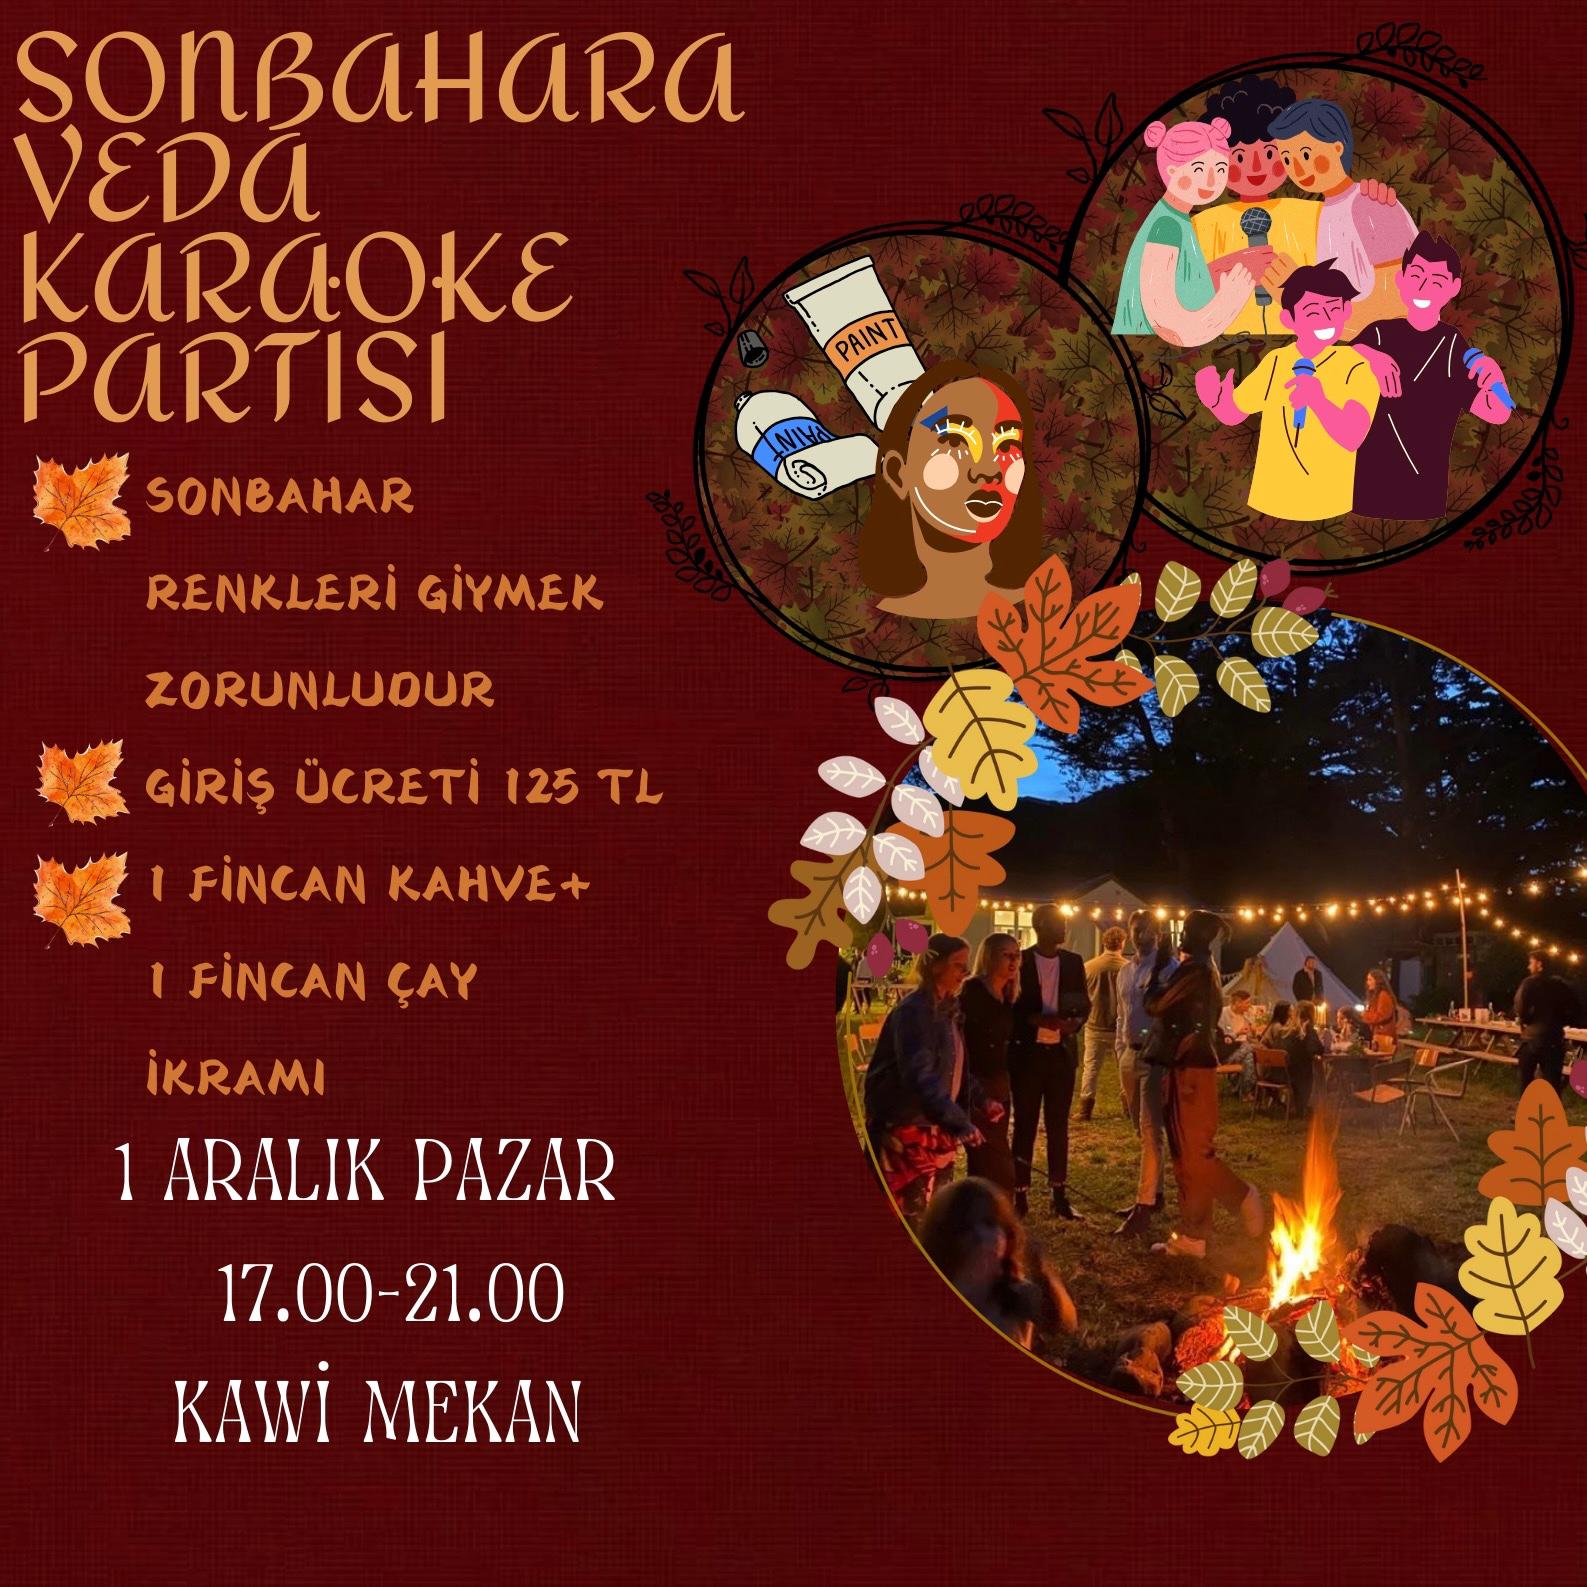 SONBAHARA
VEDA
KARAOKE
PARTISI
SONBAHAR
RENKLERİ GİYMEK
ZORUNLUDUR
GİRİŞ ÜCRETİ 125 TL
1 FİNCAN KAHVE+
1 FİNCAN ÇAY
İKRAMI
1 ARALIK PAZAR
17.00-21.00
KAWİ MEKAN
PAINT
PAINT